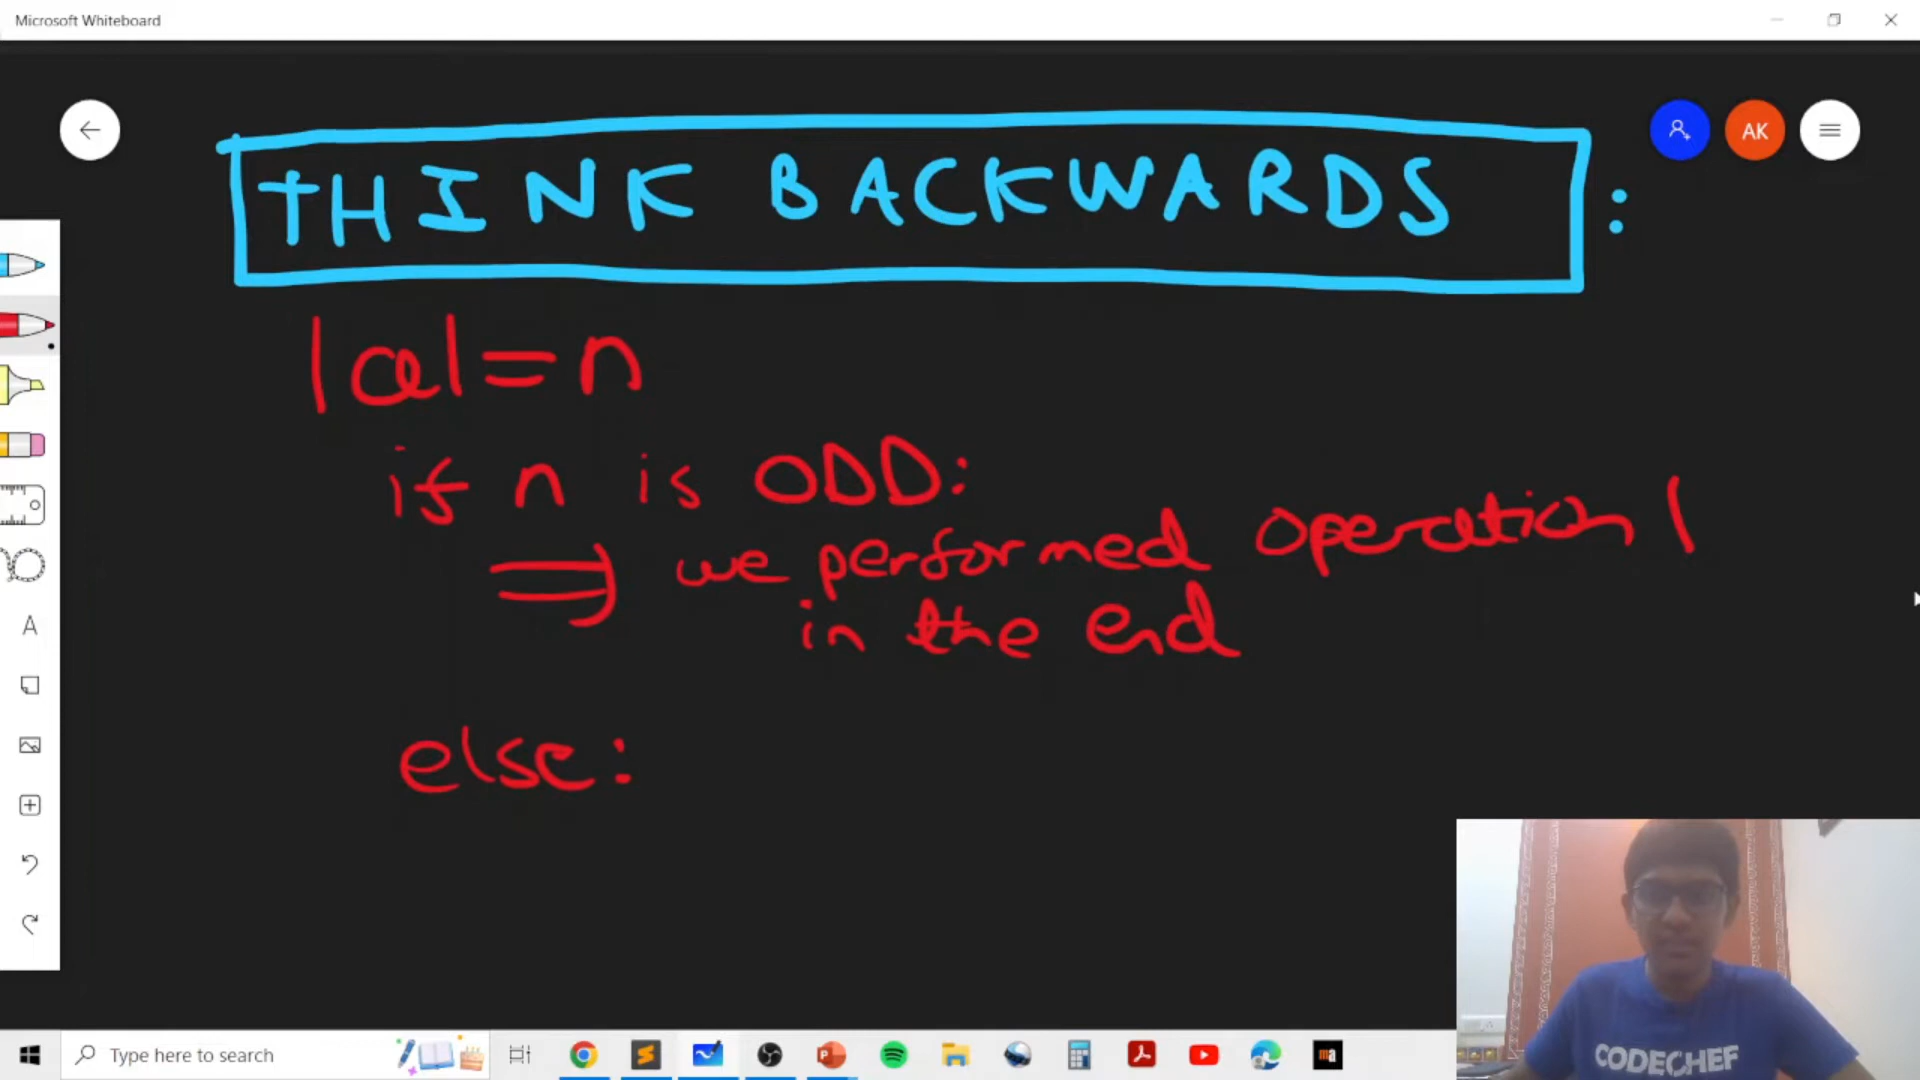 Microsoft Whiteboard
AK
THINK BACKWARDS :
|a|=n
if n is ODD:
⇒ we performed operation 1
in the end
else:
A
CODECHEF
Type here to search
ma